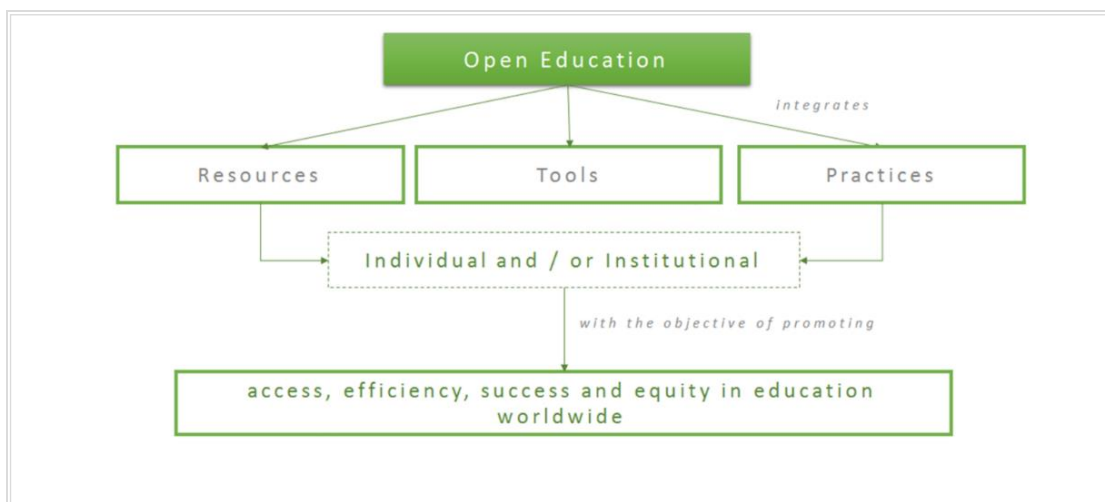 Open Education
integrates
Resources
Tools
Practices
Individual and / or Institutional
with the objective of promoting
access, efficiency, success and equity in education
worldwide